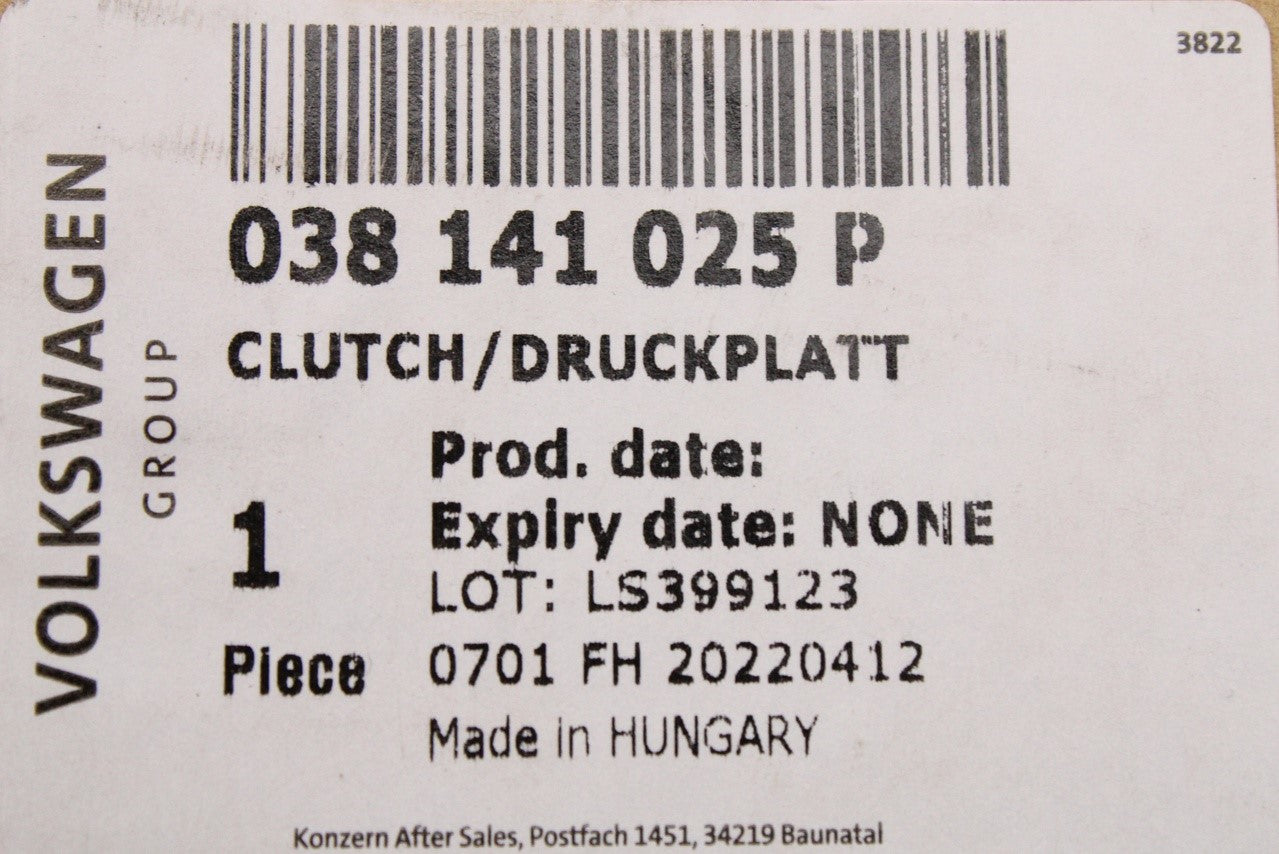 3822
038 141 025 P
CLUTCH/DRUCKPLATT
Prod. date:
Expiry date: NONE
LOT: LS399123
1
Piece
0701 FH 20220412
Made in HUNGARY
VOLKSWAGEN
GROUP
Konzern After Sales, Postfach 1451, 34219 Baunatal